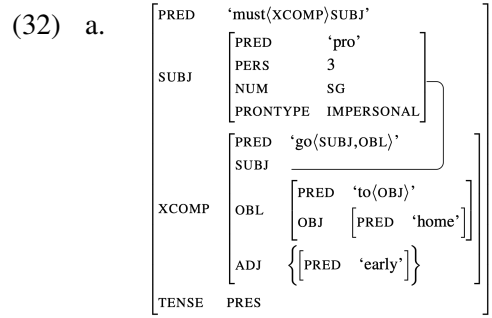 (32) a.
PRED ‘must⟨XCOMP⟩SUBJ’
PRED ‘pro’
PERS 3
SUBJ
NUM SG
PRONTYPE IMPERSONAL
PRED ‘go⟨SUBJ,OBL⟩’
SUBJ
PRED ‘to⟨OBJ⟩’
XCOMP OBL
OBJ [PRED ‘home’]
ADJ {[PRED ‘early’]}
TENSE PRES